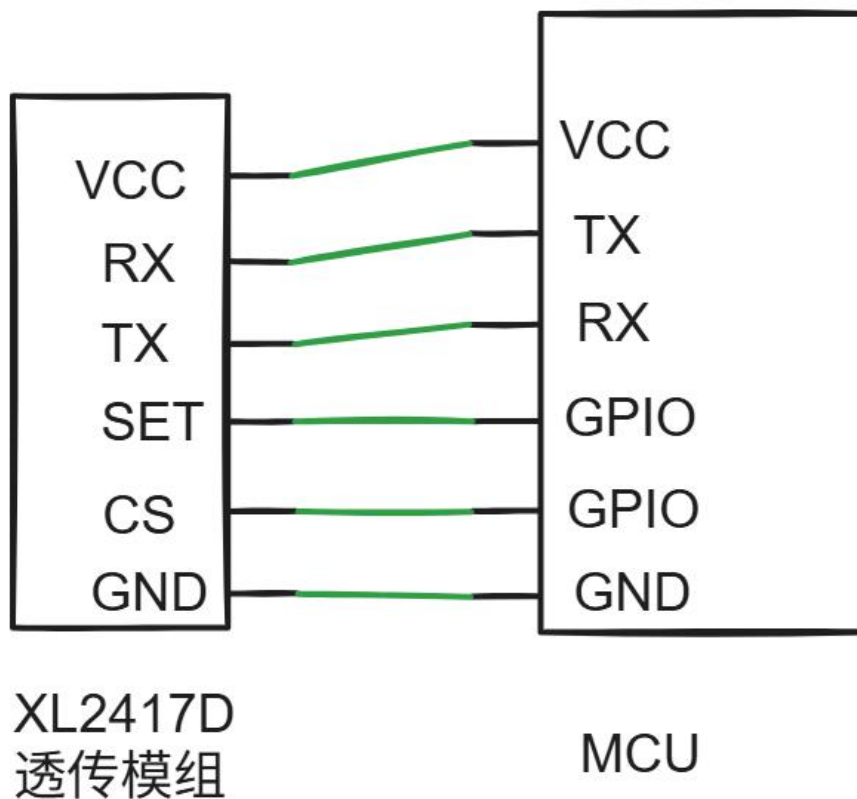 VCC
RX
TX
SET
CS
GND
VCC
TX
RX
GPIO
GPIO
GND
XL2417D
透传模组
MCU